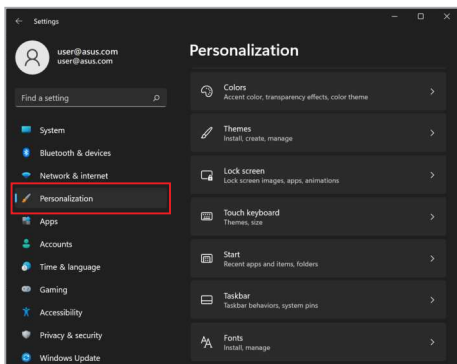 Settings
user@asus.com
user@asus.com
Find a setting
System
Bluetooth & devices
Network & internet
Personalization
Apps
Accounts
Time & language
Gaming
Accessibility
Privacy & security
Windows Update
Personalization
Colors
Accent color, transparency effects, color theme
Themes
Install, create, manage
Lock screen
Lock screen images, apps, animations
Touch keyboard
Themes, size
Start
Recent apps and items, folders
Taskbar
Taskbar behaviors, system pins
Fonts
Install, manage